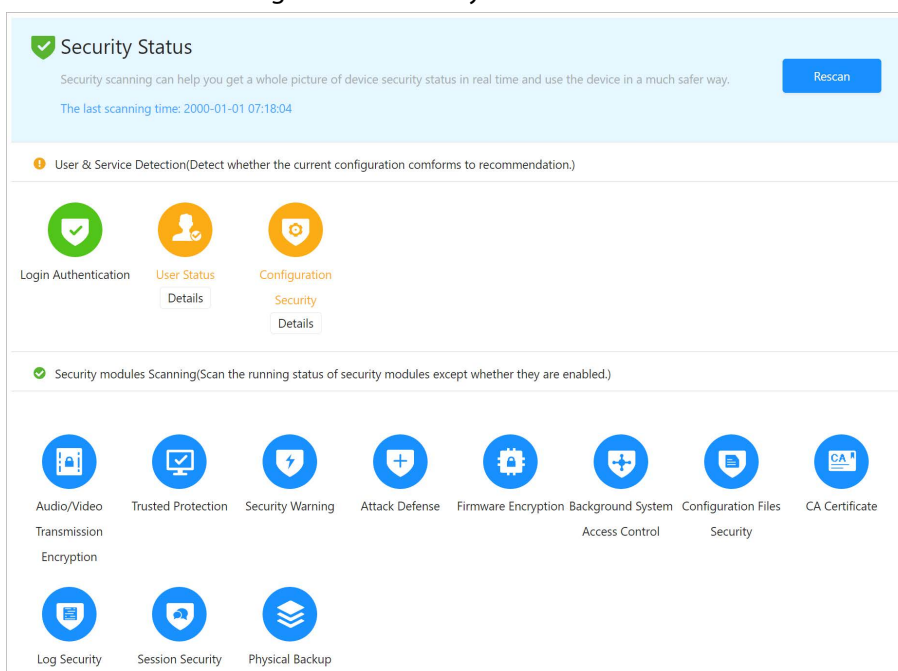 Security Status
Security scanning can help you get a whole picture of device security status in real time and use the device in a much safer way.
Rescan
The last scanning time: 2000-01-01 07:18:04
User & Service Detection(Detect whether the current configuration comforms to recommendation.)
Login Authentication
User Status
Details
Configuration
Security
Details
Security modules Scanning(Scan the running status of security modules except whether they are enabled.)
Audio/Video
Transmission
Encryption
Trusted Protection
Security Warning
Attack Defense
Firmware Encryption
Background System
Access Control
Configuration Files
Security
CA
CA Certificate
Log Security
Session Security
Physical Backup